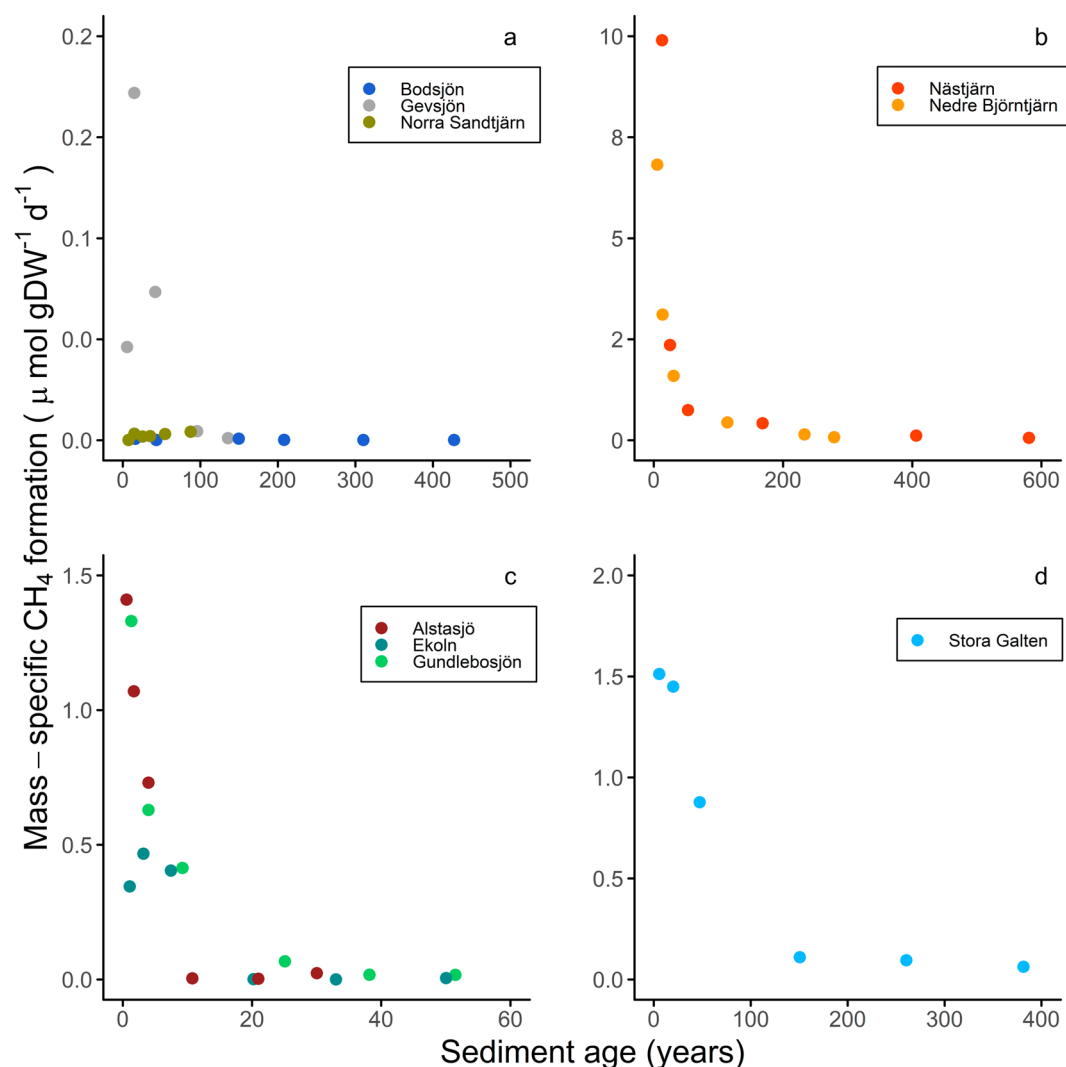 Mass−specific CH4 formation ( μ mol gDW-1 d-1 )
a
0.2
0.2
0.1
0.0
0.0
Bodsjön
Gevsjön
Norra Sandtjärn
0 100 200 300 400 500
b
10
8
5
2
0
Nästjärn
Nedre Björntjärn
0 200 400 600
c
1.5
1.0
0.5
0.0
Alstasjö
Ekoln
Gundlebosjön
0 20 40 60
d
2.0
1.5
1.0
0.5
0.0
Stora Galten
0 100 200 300 400
Sediment age (years)